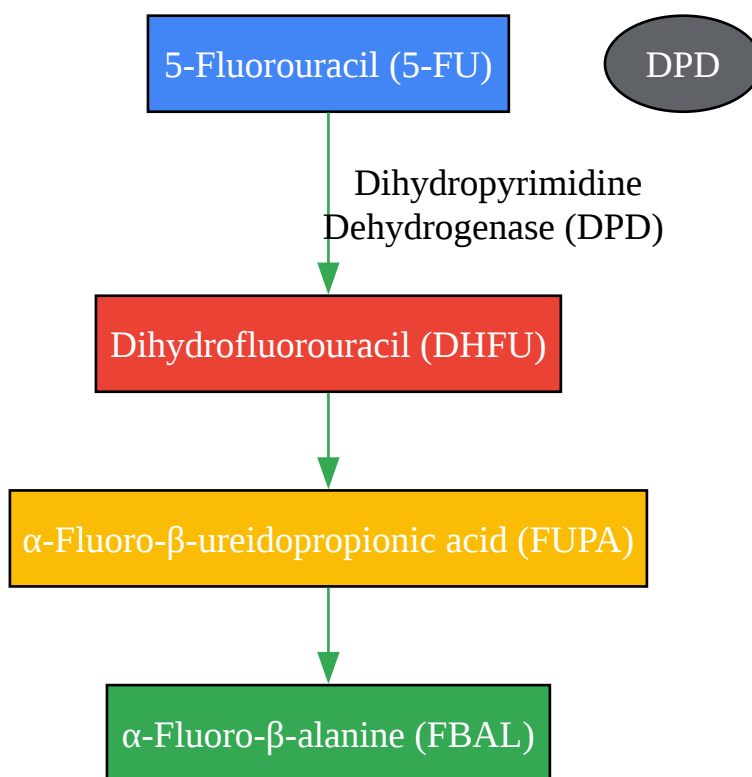 5-Fluorouracil (5-FU)
DPD
Dihydropyrimidine
Dehydrogenase (DPD)
Dihydrofluorouracil (DHFU)
α-Fluoro-β-ureidopropionic acid (FUPA)
α-Fluoro-β-alanine (FBAL)